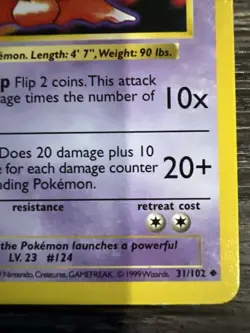 émon. Length: 4' 7", Weight: 90 lbs.
p Flip 2 coins. This attack
age times the number of
10x
Does 20 damage plus 10
e for each damage counter
nding Pokémon.
20+
resistance
retreat cost
the Pokémon launches a powerful
LV. 23 #124
Nintendo, Creatures, GAMEFREAK. © 1999 Wizards. 31/102 ◆